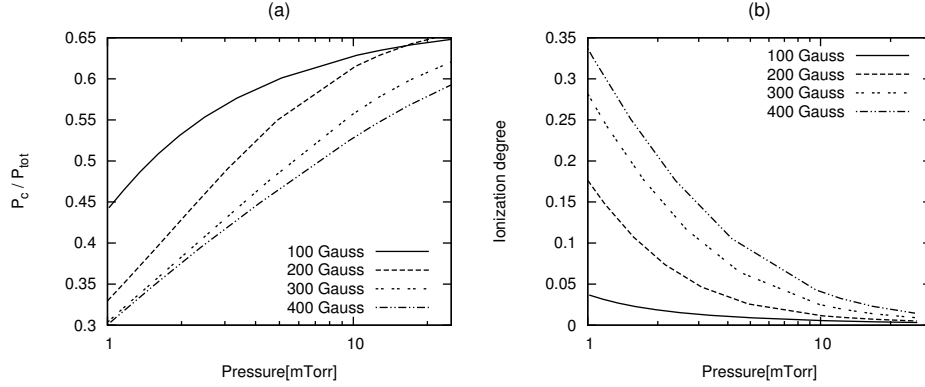 (a)
P_c / P_tot
0.65
0.6
0.55
0.5
0.45
0.4
0.35
0.3
100 Gauss
200 Gauss
300 Gauss
400 Gauss
1
10
Pressure[mTorr]
(b)
Ionization degree
0.35
0.3
0.25
0.2
0.15
0.1
0.05
0
100 Gauss
200 Gauss
300 Gauss
400 Gauss
1
10
Pressure[mTorr]